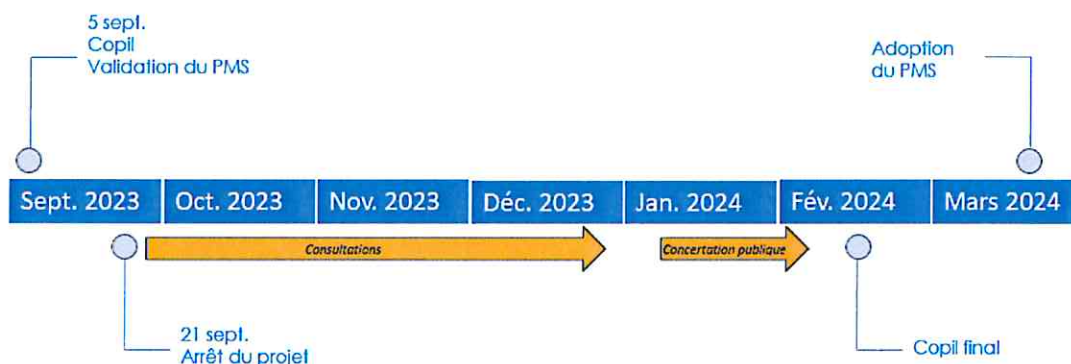 5 sept.
Copil
Validation du PMS
Adoption
du PMS
Sept. 2023 Oct. 2023 Nov. 2023 Déc. 2023 Jan. 2024 Fév. 2024 Mars 2024
Consultations Concertation publique
21 sept.
Arrêt du projet
Copil final